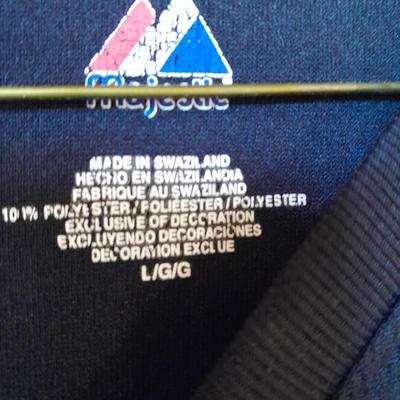 Majestic
MADE IN SWAZILAND
HECHO EN SWAZILANDIA
FABRIQUE AU SWAZILAND
100% POLYESTER/POLIÉESTER/POLYESTER
EXCLUSIVE OF DECORATION
EXCLUYENDO DECORACIONES
DECORATION EXCLUE
L/G/G